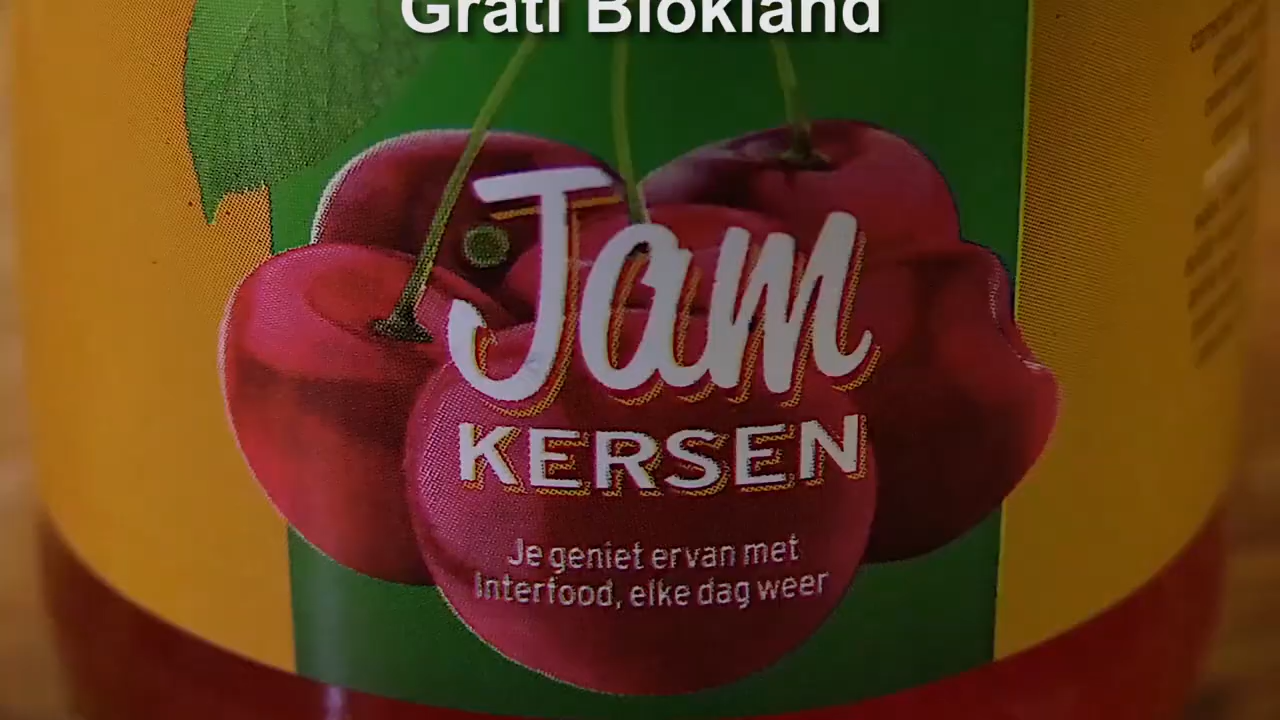 Grati Blokland
Jam
KERSEN
Je geniet ervan met
Interfood, elke dag weer